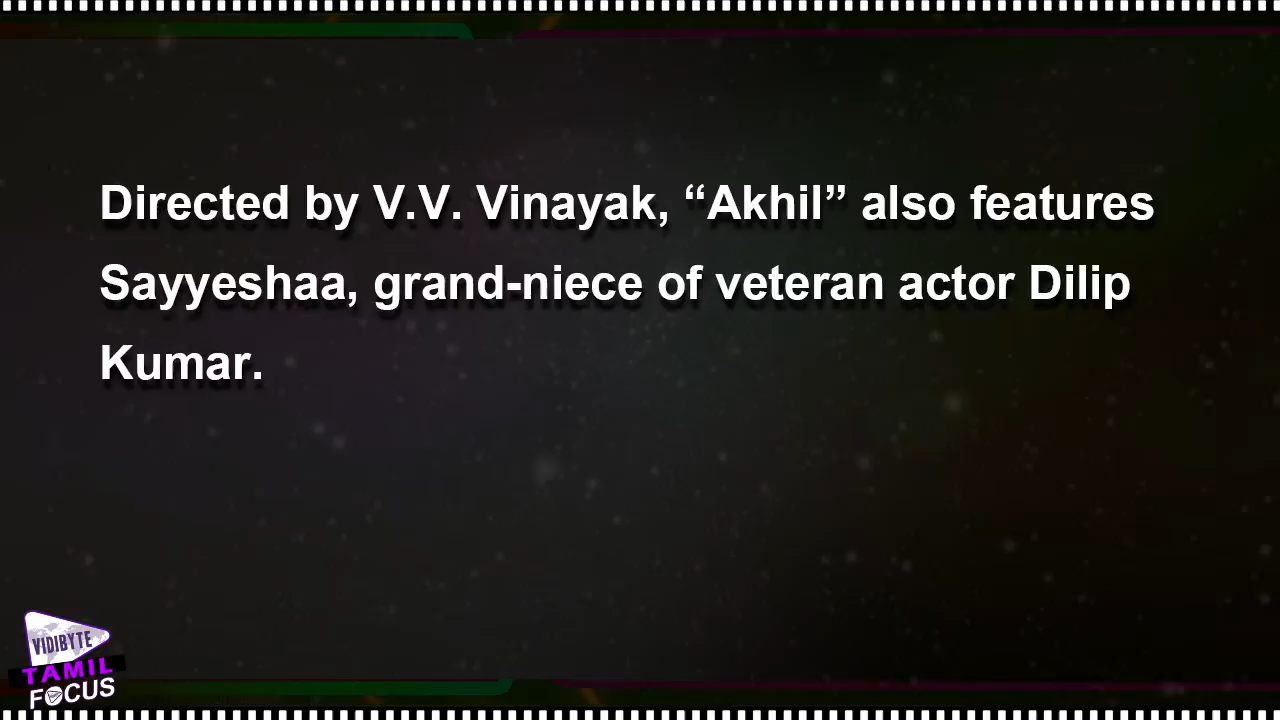 Directed by V.V. Vinayak, “Akhil” also features
Sayyeshaa, grand-niece of veteran actor Dilip
Kumar.
VIDIBYTE
TAMIL
FOCUS